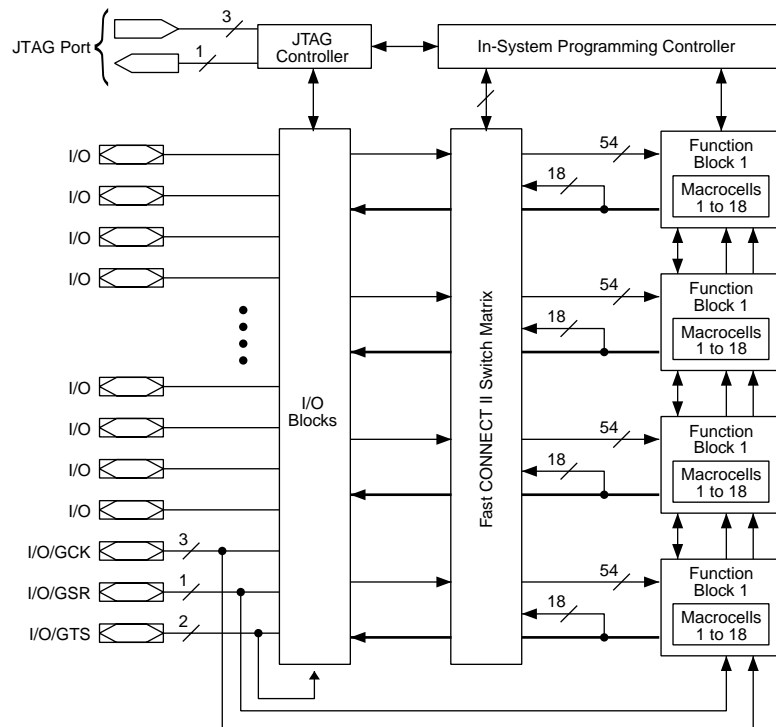 JTAG Port
3
1
JTAG
Controller
In-System Programming Controller
I/O
I/O
I/O
I/O
I/O
I/O
I/O
I/O
I/O/GCK
3
I/O/GSR
1
I/O/GTS
2
I/O
Blocks
Fast CONNECT II Switch Matrix
54
18
Function
Block 1
Macrocells
1 to 18
54
18
Function
Block 1
Macrocells
1 to 18
54
18
Function
Block 1
Macrocells
1 to 18
54
18
Function
Block 1
Macrocells
1 to 18